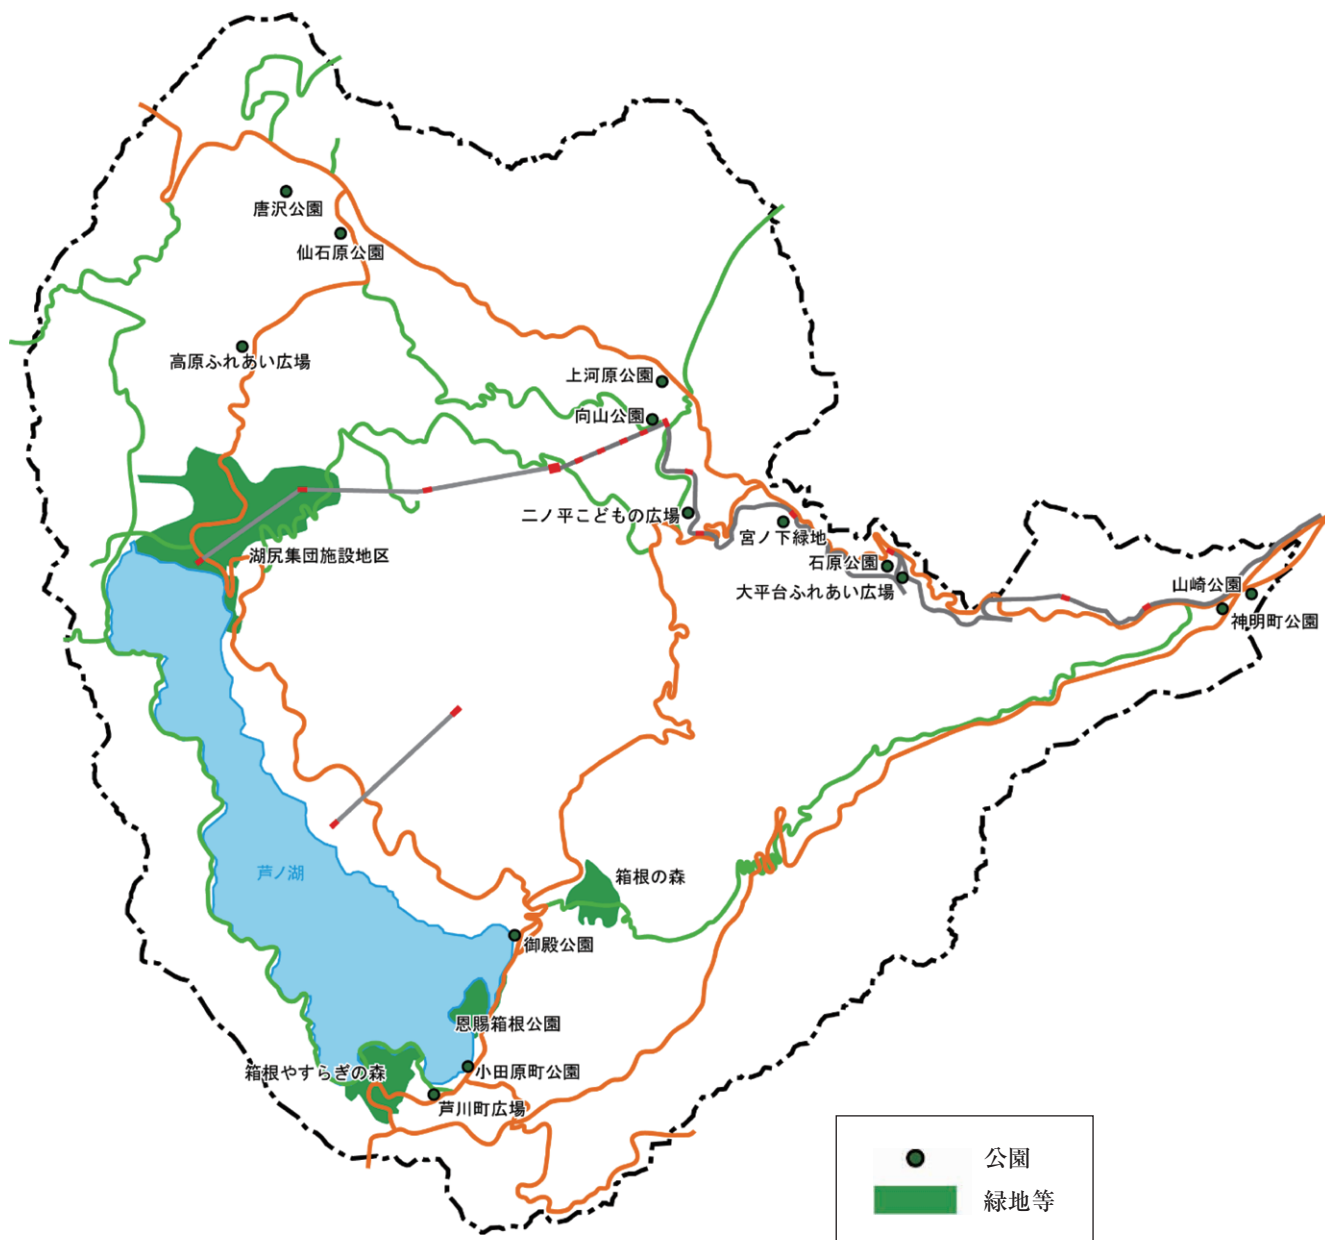 唐沢公園
仙石原公園
高原ふれあい広場
上河原公園
向山公園
二ノ平こどもの広場
宮ノ下緑地
湖尻集団施設地区
石原公園
大平台ふれあい広場
山崎公園
神明町公園
芦ノ湖
箱根の森
御殿公園
恩賜箱根公園
箱根やすらぎの森
小田原町公園
芦川町広場
公園
緑地等